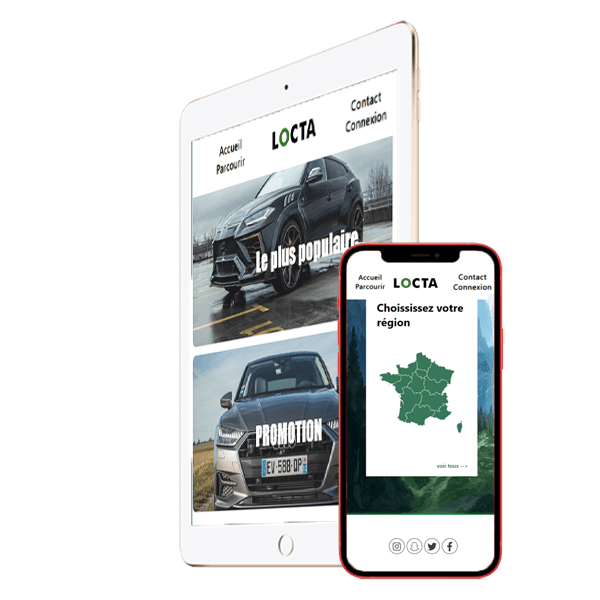 Accueil
Parcourir
LOCTA
Contact
Connexion
Le plus populaire
PROMOTION
EV-588-QP
Accueil
Parcourir
LOCTA
Contact
Connexion
Choississez votre
région
voir tous -->